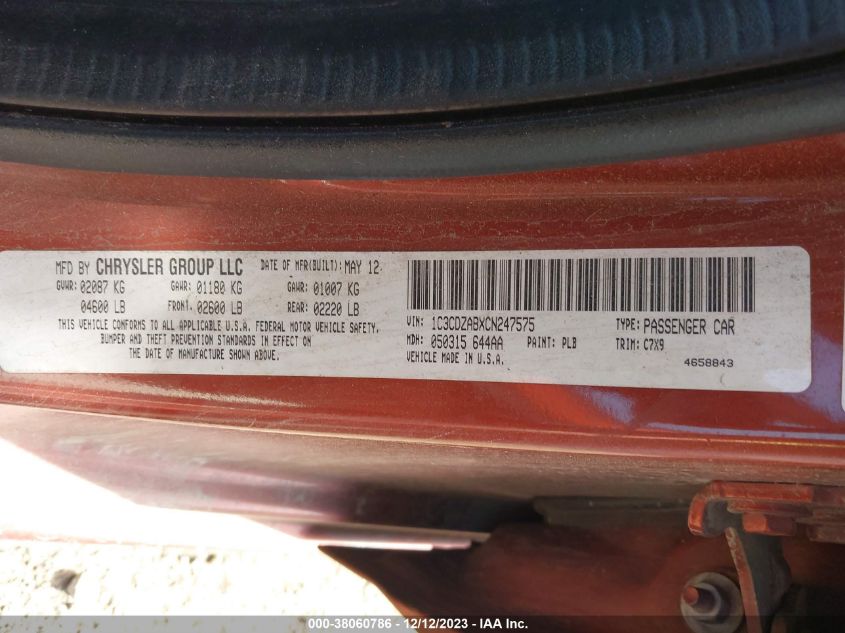 MFD BY CHRYSLER GROUP LLC DATE OF MFR(BUILT): MAY 12
GVWR: 02087 KG GAWR: 01180 KG GAWR: 01007 KG
04600 LB FRONT: 02600 LB REAR: 02220 LB
THIS VEHICLE CONFORMS TO ALL APPLICABLE U.S.A. FEDERAL MOTOR VEHICLE SAFETY,
BUMPER AND THEFT PREVENTION STANDARDS IN EFFECT ON
THE DATE OF MANUFACTURE SHOWN ABOVE.
VIN: 1C3CDZABXCN247575 TYPE: PASSENGER CAR
MDH: 050315 644AA PAINT: PLB TRIM: C7X9
VEHICLE MADE IN U.S.A. 4658843
000-38060786 - 12/12/2023 - IAA Inc.